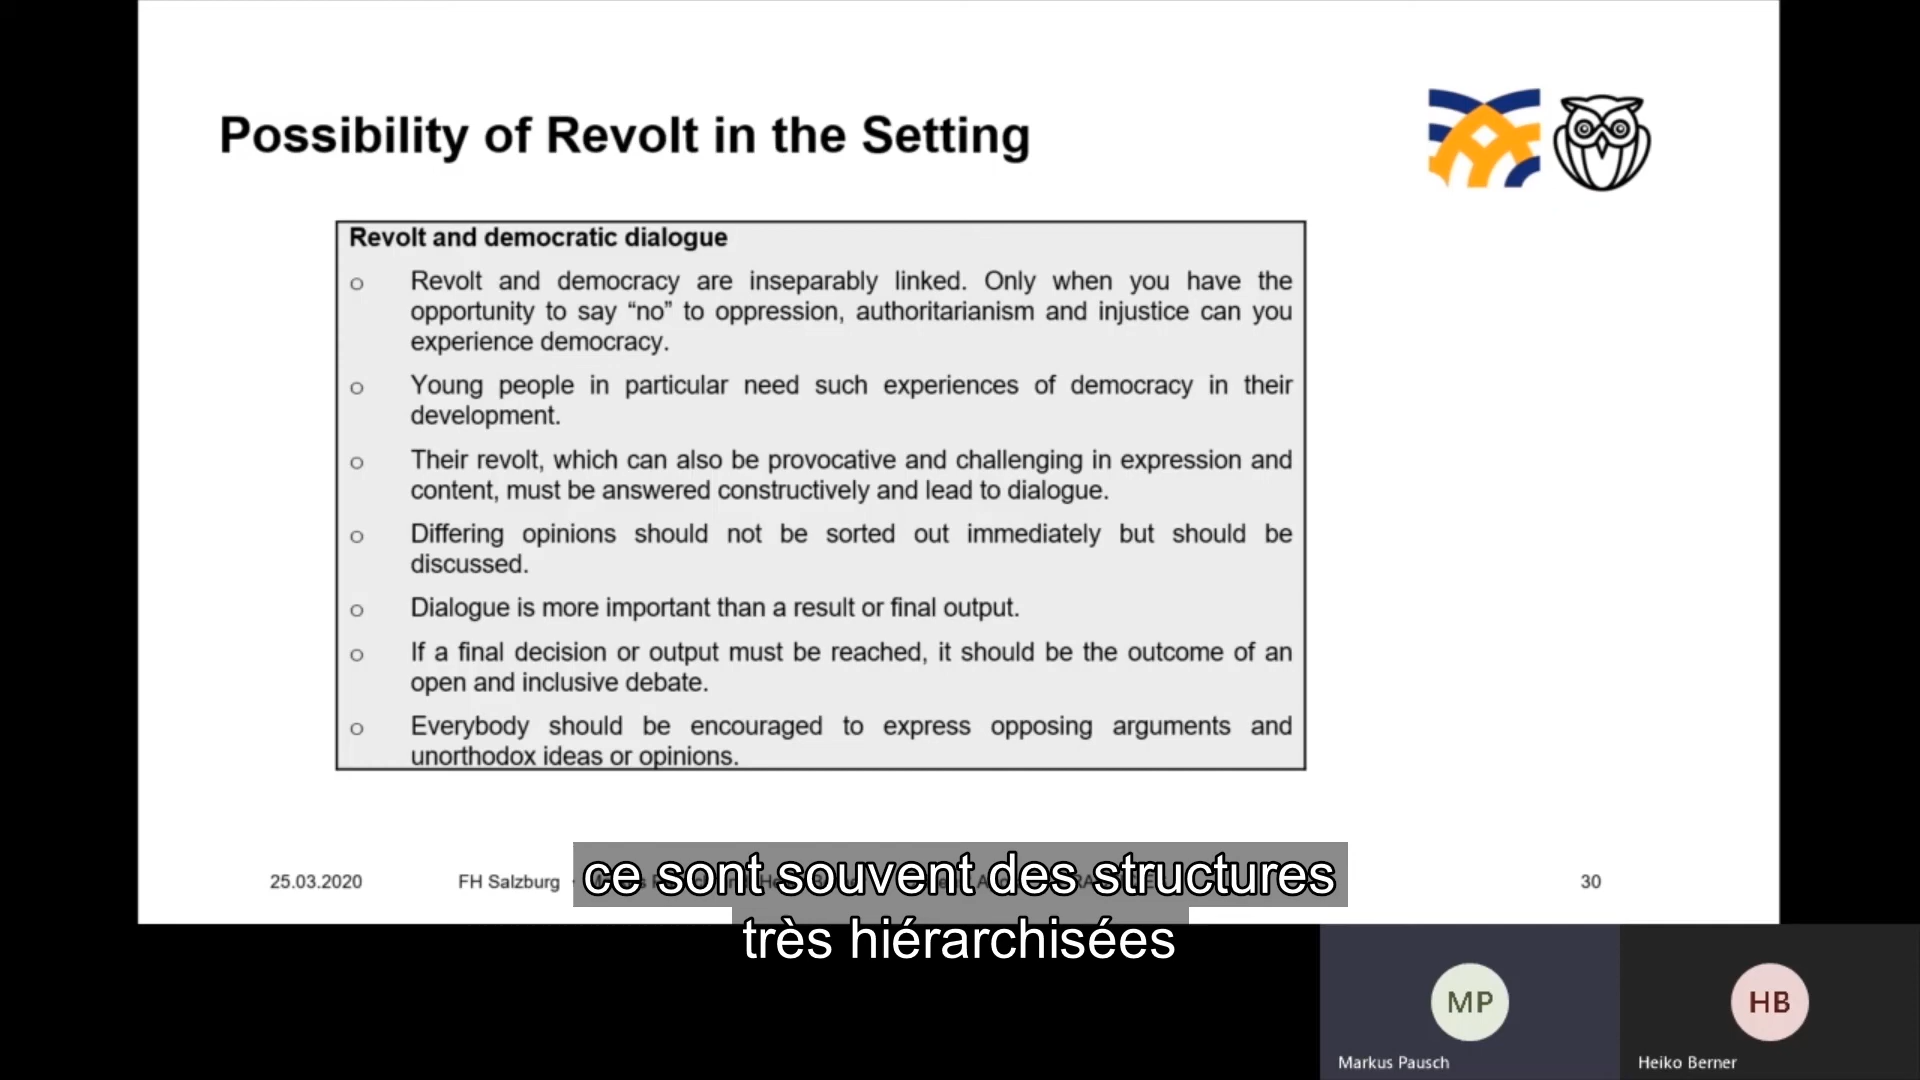 Possibility of Revolt in the Setting
Revolt and democratic dialogue
o Revolt and democracy are inseparably linked. Only when you have the
opportunity to say “no” to oppression, authoritarianism and injustice can you
experience democracy.
o Young people in particular need such experiences of democracy in their
development.
o Their revolt, which can also be provocative and challenging in expression and
content, must be answered constructively and lead to dialogue.
o Differing opinions should not be sorted out immediately but should be
discussed.
o Dialogue is more important than a result or final output.
o If a final decision or output must be reached, it should be the outcome of an
open and inclusive debate.
o Everybody should be encouraged to express opposing arguments and
unorthodox ideas or opinions.
25.03.2020
FH Salzburg
30
ce sont souvent des structures
très hiérarchisées
MP
Markus Pausch
HB
Heiko Berner